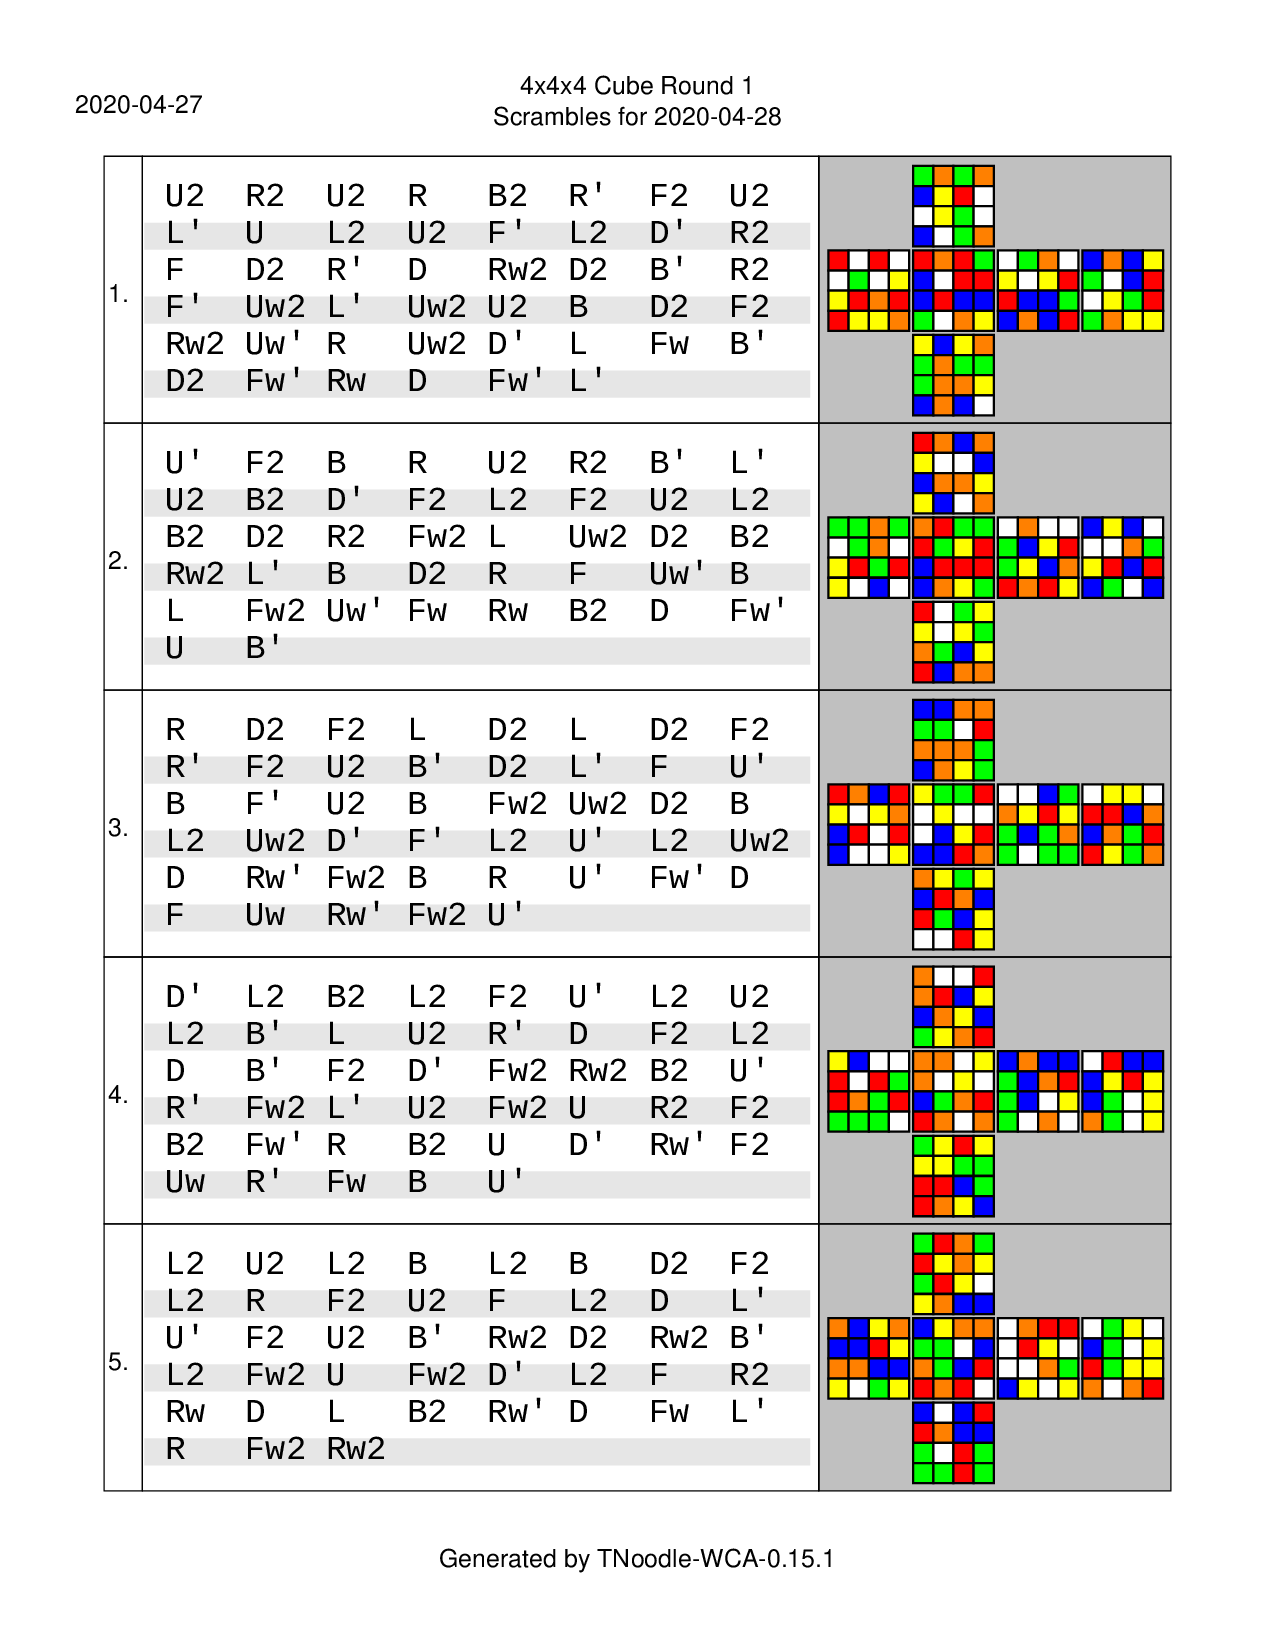 4x4x4 Cube Round 1
2020-04-27
Scrambles for 2020-04-28
1.
U2 R2 U2 R B2 R' F2 U2
L' U L2 U2 F' L2 D' R2
F D2 R' D Rw2 D2 B' R2
F' Uw2 L' Uw2 U2 B D2 F2
Rw2 Uw' R Uw2 D' L Fw B'
D2 Fw' Rw D Fw' L'
2.
U' F2 B R U2 R2 B' L'
U2 B2 D' F2 L2 F2 U2 L2
B2 D2 R2 Fw2 L Uw2 D2 B2
Rw2 L' B D2 R F Uw' B
L Fw2 Uw' Fw Rw B2 D Fw'
U B'
3.
R D2 F2 L D2 L D2 F2
R' F2 U2 B' D2 L' F U'
B F' U2 B Fw2 Uw2 D2 B
L2 Uw2 D' F' L2 U' L2 Uw2
D Rw' Fw2 B R U' Fw' D
F Uw Rw' Fw2 U'
4.
D' L2 B2 L2 F2 U' L2 U2
L2 B' L U2 R' D F2 L2
D B' F2 D' Fw2 Rw2 B2 U'
R' Fw2 L' U2 Fw2 U R2 F2
B2 Fw' R B2 U D' Rw' F2
Uw R' Fw B U'
5.
L2 U2 L2 B L2 B D2 F2
L2 R F2 U2 F L2 D L'
U' F2 U2 B' Rw2 D2 Rw2 B'
L2 Fw2 U Fw2 D' L2 F R2
Rw D L B2 Rw' D Fw L'
R Fw2 Rw2
Generated by TNoodle-WCA-0.15.1